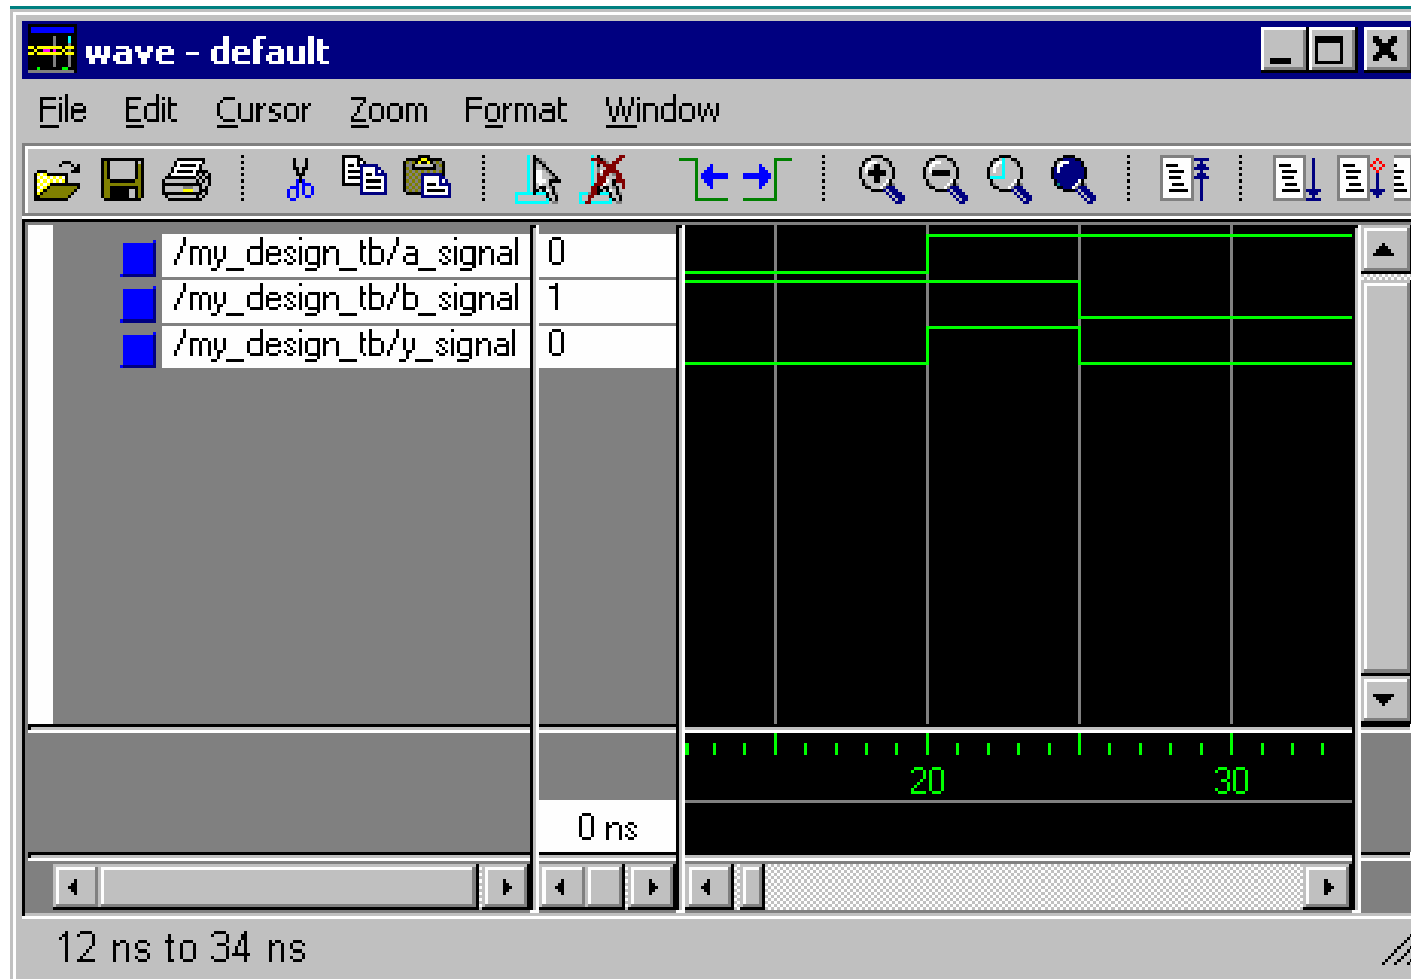 wave - default
File Edit Cursor Zoom Format Window
/my_design_tb/a_signal 0
/my_design_tb/b_signal 1
/my_design_tb/y_signal 0
20 30
0 ns
12 ns to 34 ns